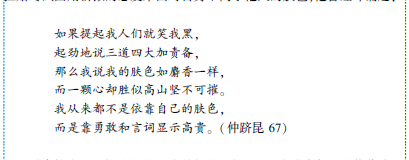 如果提起我人们就笑我黑,
起劲地说三道四大加责备,
那么我说我的肤色如麝香一样,
而一颗心却胜似高山坚不可摧。
我从来都不是依靠自己的肤色,
而是靠勇敢和言词显示高贵。(仲跻昆 67)